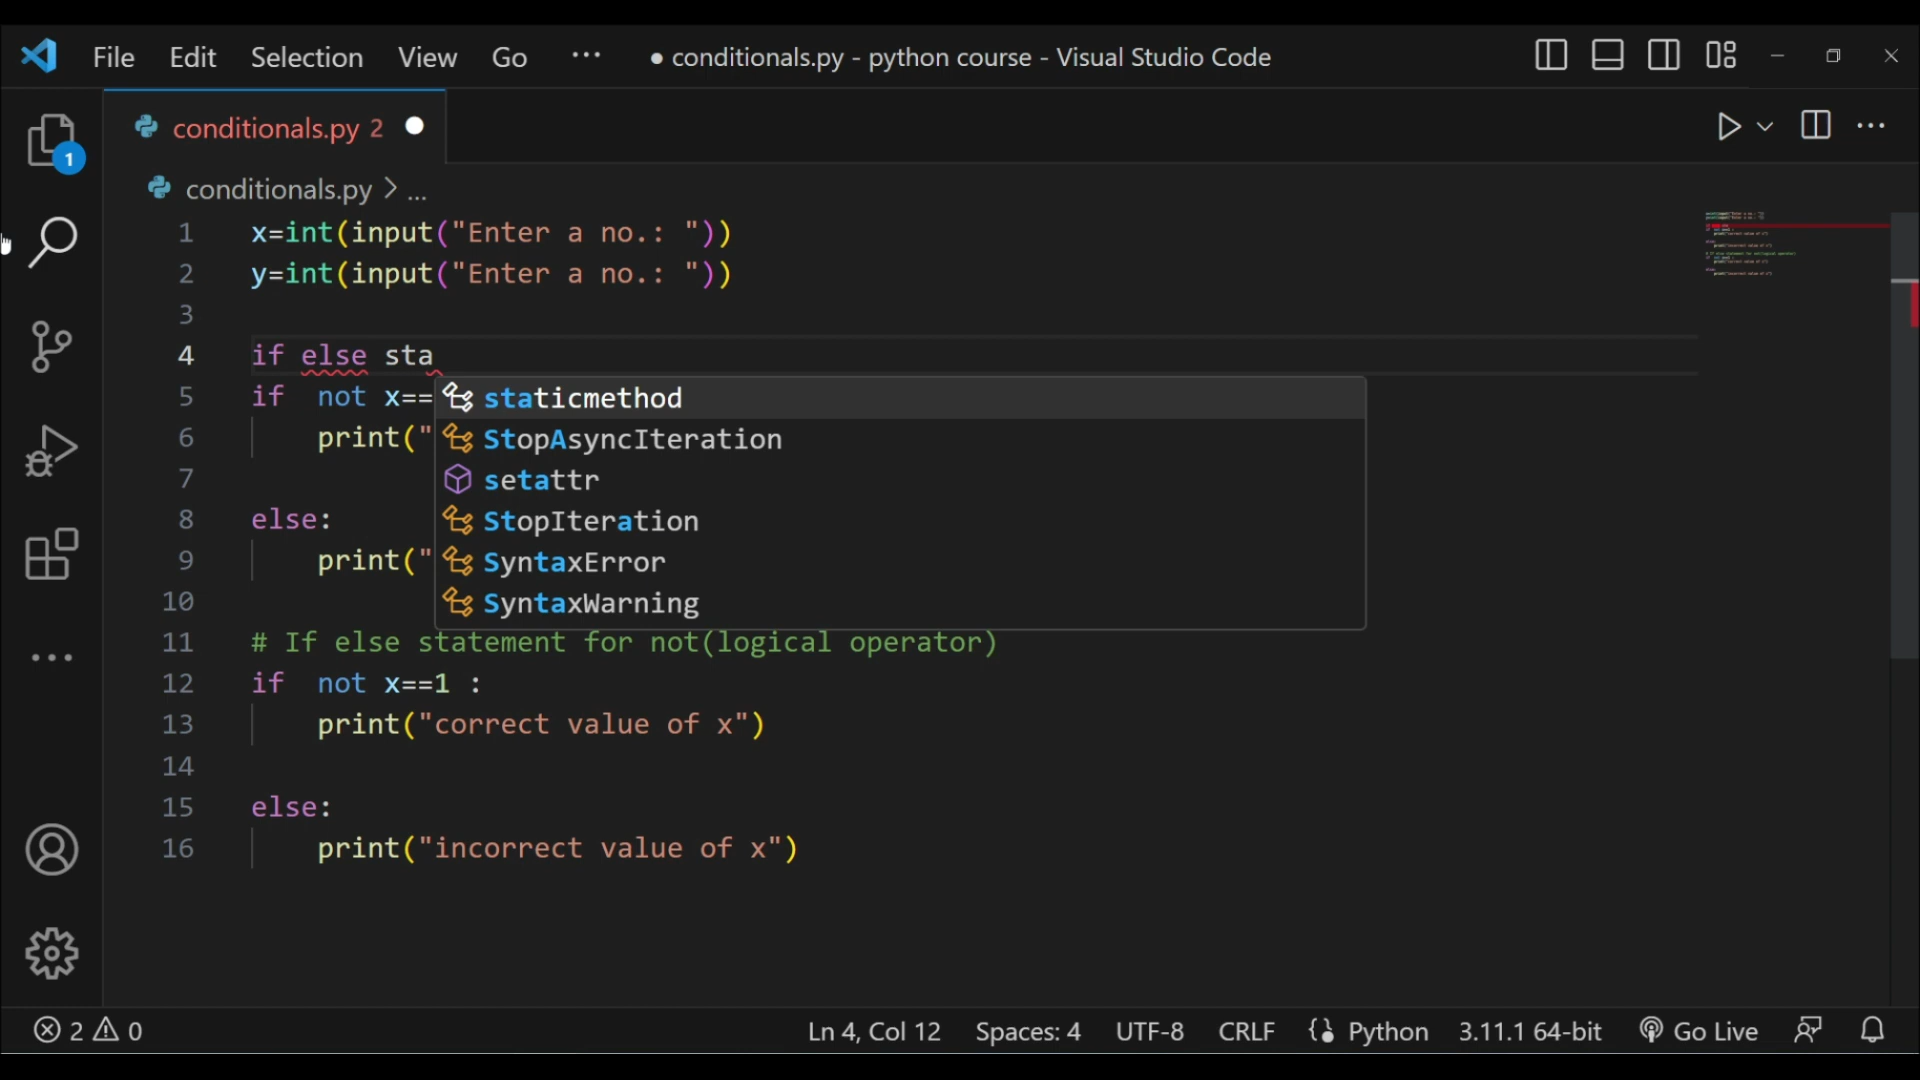 File Edit Selection View Go ··· ● conditionals.py - python course - Visual Studio Code
conditionals.py 2
1
conditionals.py > ...
1 x=int(input("Enter a no.: "))
2 y=int(input("Enter a no.: "))
3
4 if else sta
5 if  not x==
staticmethod
6     print("
StopAsyncIteration
7
setattr
8 else:
StopIteration
9     print("
SyntaxError
10
SyntaxWarning
11 # If else statement for not(logical operator)
12 if  not x==1 :
13     print("correct value of x")
14
15 else:
16     print("incorrect value of x")
2 0 Ln 4, Col 12 Spaces: 4 UTF-8 CRLF Python 3.11.1 64-bit Go Live